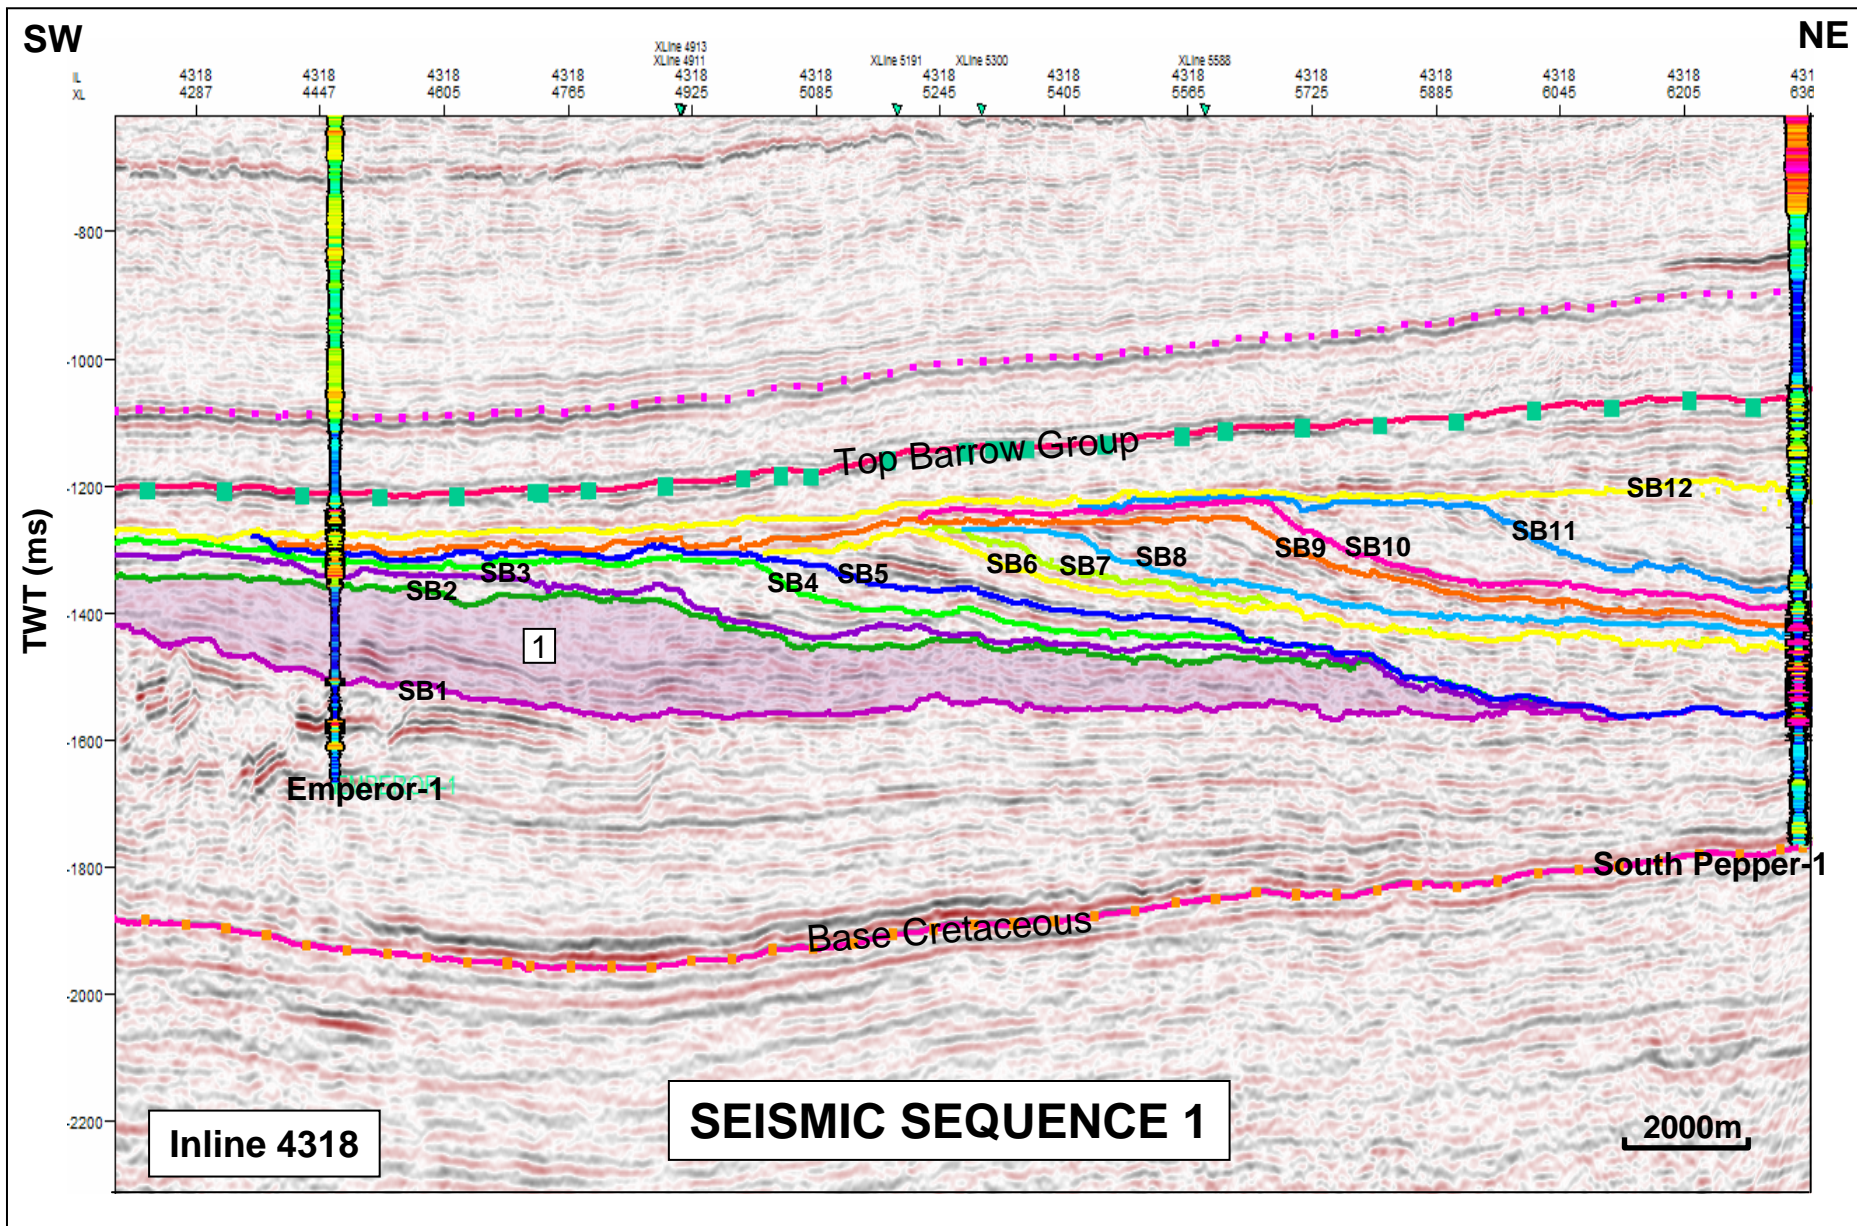 SW
NE
XLine 4913
XLine 4911 XLine 5191 XLine 5300 XLine 5588
IL 4318 4318 4318 4318 4318 4318 4318 4318 4318 4318 4318 4318 4318 431
XL 4287 4447 4605 4765 4925 5085 5245 5405 5565 5725 5885 6045 6205 636
-800
-1000
Top Barrow Group
-1200
SB12
SB11
SB10
SB9
SB8
SB7
SB6
SB5
SB4
SB3
SB2
TWT (ms)
-1400
1
SB1
-1600
Emperor-1
-1800
South Pepper-1
Base Cretaceous
-2000
SEISMIC SEQUENCE 1
-2200
Inline 4318
2000m